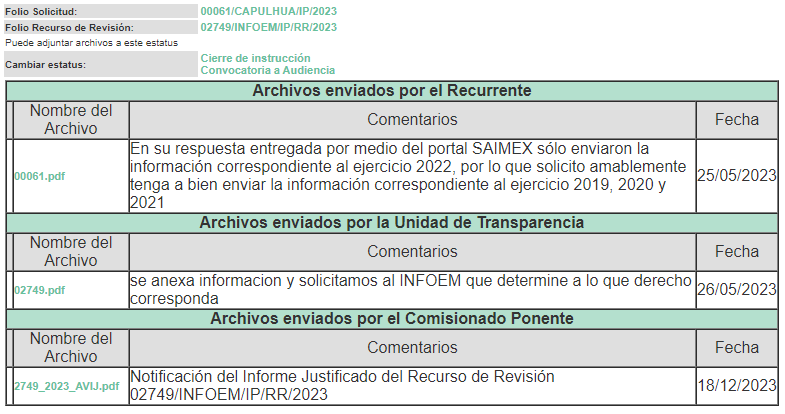 Folio Solicitud: 00061/CAPULHUA/IP/2023
Folio Recurso de Revisión: 02749/INFOEM/IP/RR/2023
Puede adjuntar archivos a este estatus
Cambiar estatus: Cierre de instrucción
Convocatoria a Audiencia
Archivos enviados por el Recurrente
Nombre del Archivo Comentarios Fecha
00061.pdf
En su respuesta entregada por medio del portal SAIMEX sólo enviaron la
información correspondiente al ejercicio 2022, por lo que solicito amablemente
tenga a bien enviar la información correspondiente al ejercicio 2019, 2020 y
2021
25/05/2023
Archivos enviados por la Unidad de Transparencia
Nombre del Archivo Comentarios Fecha
02749.pdf
se anexa informacion y solicitamos al INFOEM que determine a lo que derecho
corresponda
26/05/2023
Archivos enviados por el Comisionado Ponente
Nombre del Archivo Comentarios Fecha
2749_2023_AVIJ.pdf
Notificación del Informe Justificado del Recurso de Revisión
02749/INFOEM/IP/RR/2023
18/12/2023